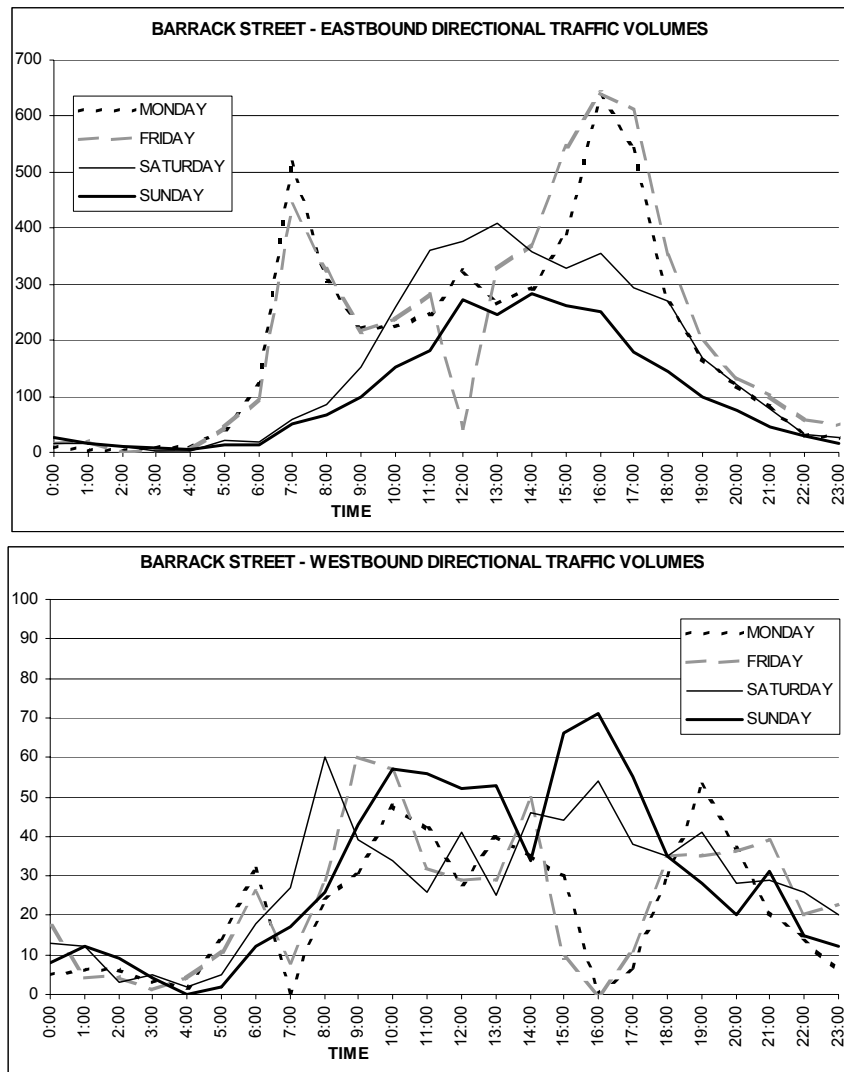 BARRACK STREET - EASTBOUND DIRECTIONAL TRAFFIC VOLUMES
700
600
500
400
300
200
100
0
MONDAY
FRIDAY
SATURDAY
SUNDAY
0:00 1:00 2:00 3:00 4:00 5:00 6:00 7:00 8:00 9:00 10:00 11:00 12:00 13:00 14:00 15:00 16:00 17:00 18:00 19:00 20:00 21:00 22:00 23:00
TIME
BARRACK STREET - WESTBOUND DIRECTIONAL TRAFFIC VOLUMES
100
90
80
70
60
50
40
30
20
10
0
MONDAY
FRIDAY
SATURDAY
SUNDAY
0:00 1:00 2:00 3:00 4:00 5:00 6:00 7:00 8:00 9:00 10:00 11:00 12:00 13:00 14:00 15:00 16:00 17:00 18:00 19:00 20:00 21:00 22:00 23:00
TIME